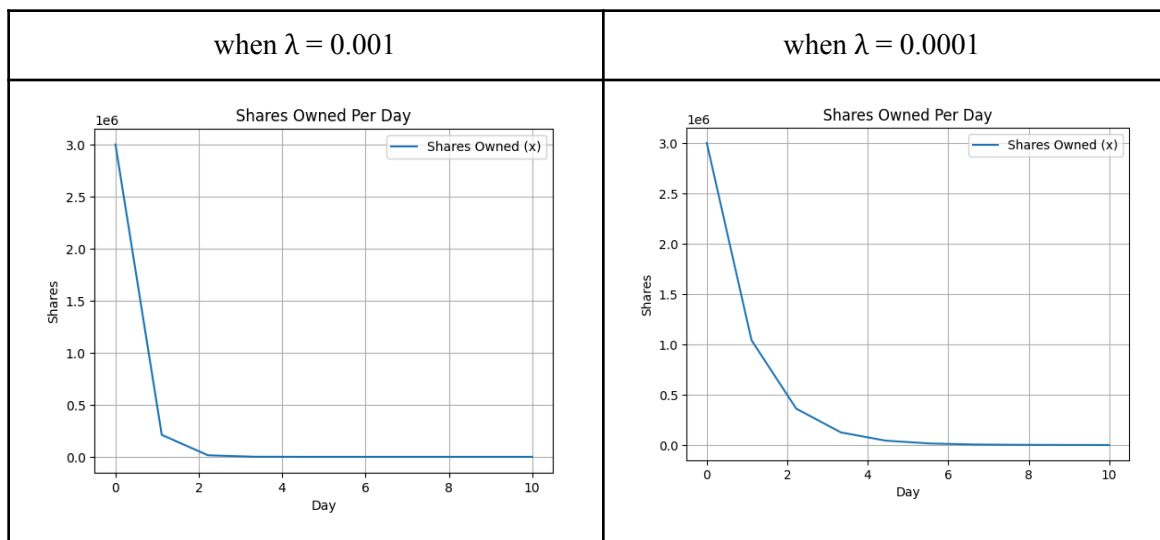 when λ = 0.001
when λ = 0.0001
Shares Owned Per Day
1e6
Shares Owned (x)
3.0
2.5
2.0
1.5
1.0
0.5
0.0
Shares
0 2 4 6 8 10
Day
Shares Owned Per Day
1e6
Shares Owned (x)
3.0
2.5
2.0
1.5
1.0
0.5
0.0
Shares
0 2 4 6 8 10
Day